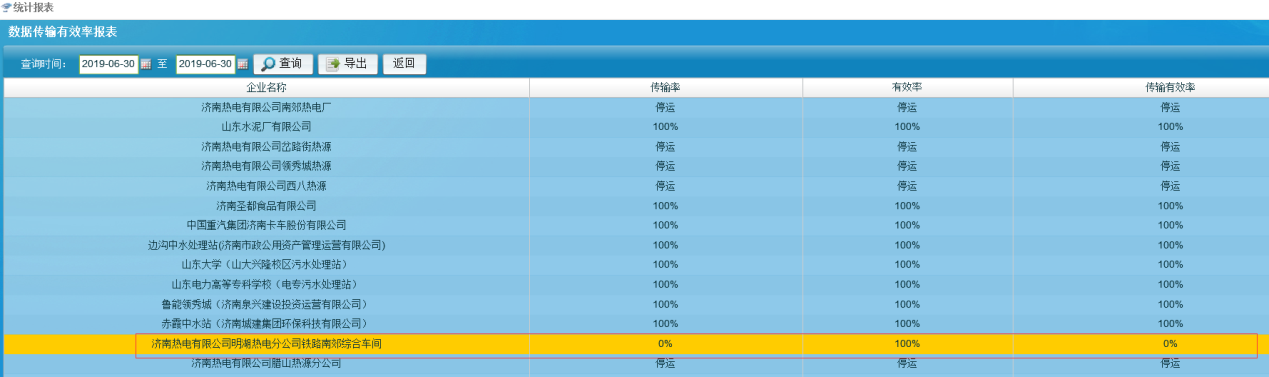 统计报表
数据传输有效率报表
查询时间： 2019-06-30 至 2019-06-30 查询 导出 返回
企业名称 传输率 有效率 传输有效率
济南热电有限公司南郊热电厂 停运 停运 停运
山东水泥厂有限公司 100% 100% 100%
济南热电有限公司岔路街热源 停运 停运 停运
济南热电有限公司领秀城热源 停运 停运 停运
济南热电有限公司西八热源 停运 停运 停运
济南圣都食品有限公司 100% 100% 100%
中国重汽集团济南卡车股份有限公司 100% 100% 100%
边沟中水处理站(济南市政公用资产管理运营有限公司) 100% 100% 100%
山东大学（山大兴隆校区污水处理站） 100% 100% 100%
山东电力高等专科学校（电专污水处理站） 100% 100% 100%
鲁能领秀城（济南泉兴建设投资运营有限公司） 100% 100% 100%
赤霞中水站（济南城建集团环保科技有限公司） 100% 100% 100%
济南热电有限公司明湖热电分公司铁路南郊综合车间 0% 100% 0%
济南热电有限公司腊山热源分公司 停运 停运 停运